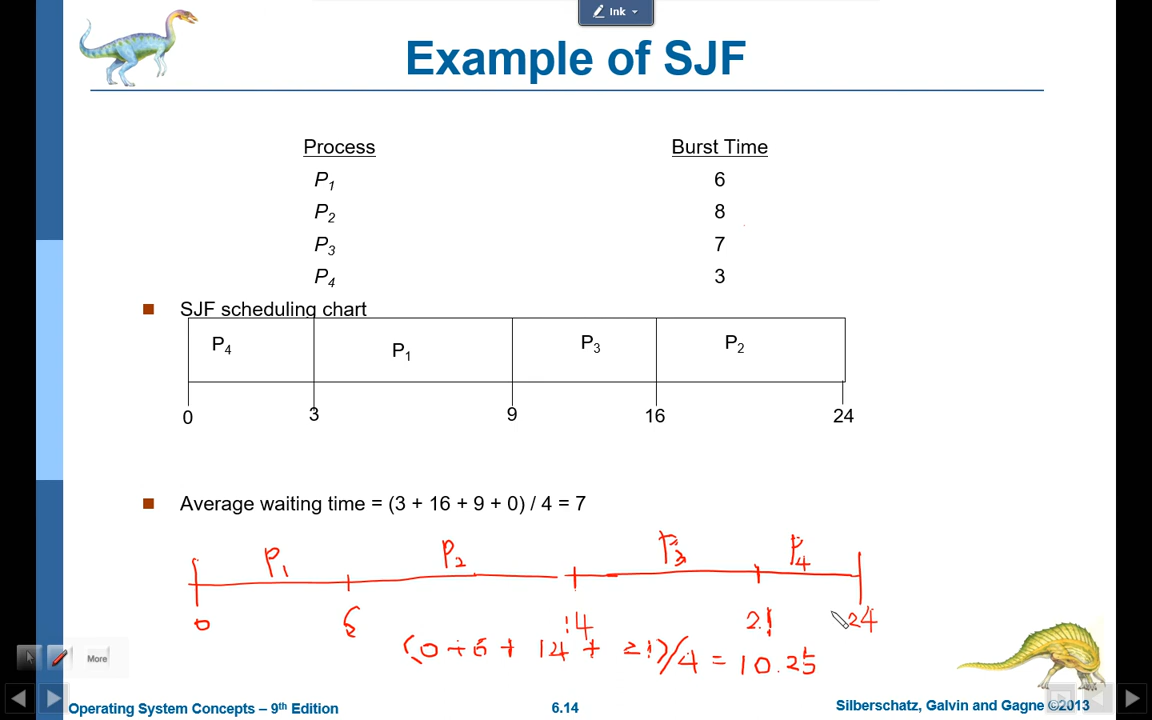 Ink
Example of SJF
Process Burst Time
P1 6
P2 8
P3 7
P4 3
SJF scheduling chart
P4 P1 P3 P2
0 3 9 16 24
Average waiting time = (3 + 16 + 9 + 0) / 4 = 7
P1 P2 P3 P4
0 6 14 21 24
(0+6+14+21)/4 = 10.25
More
Operating System Concepts – 9th Edition 6.14 Silberschatz, Galvin and Gagne ©2013